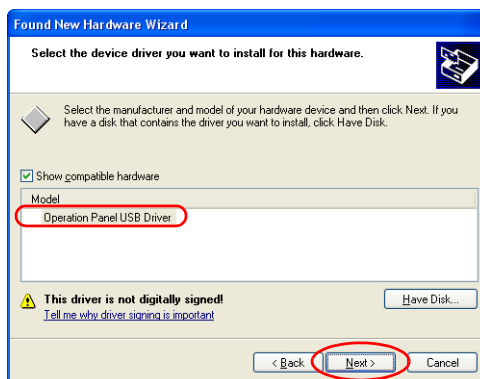 Found New Hardware Wizard
Select the device driver you want to install for this hardware.
Select the manufacturer and model of your hardware device and then click Next. If you
have a disk that contains the driver you want to install, click Have Disk.
Show compatible hardware
Model
Operation Panel USB Driver
This driver is not digitally signed!
Have Disk...
Tell me why driver signing is important
< Back
Next >
Cancel